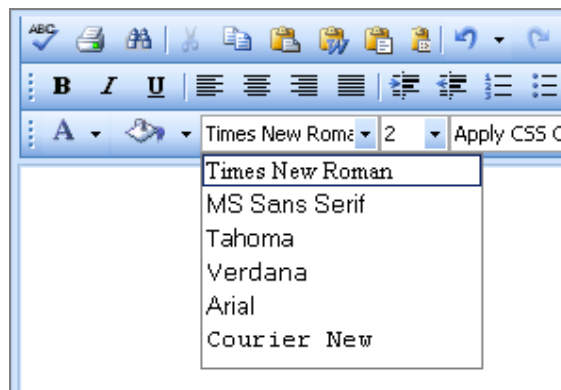 ABC
B I U
A Times New Roma 2 Apply CSS C
Times New Roman
MS Sans Serif
Tahoma
Verdana
Arial
Courier New